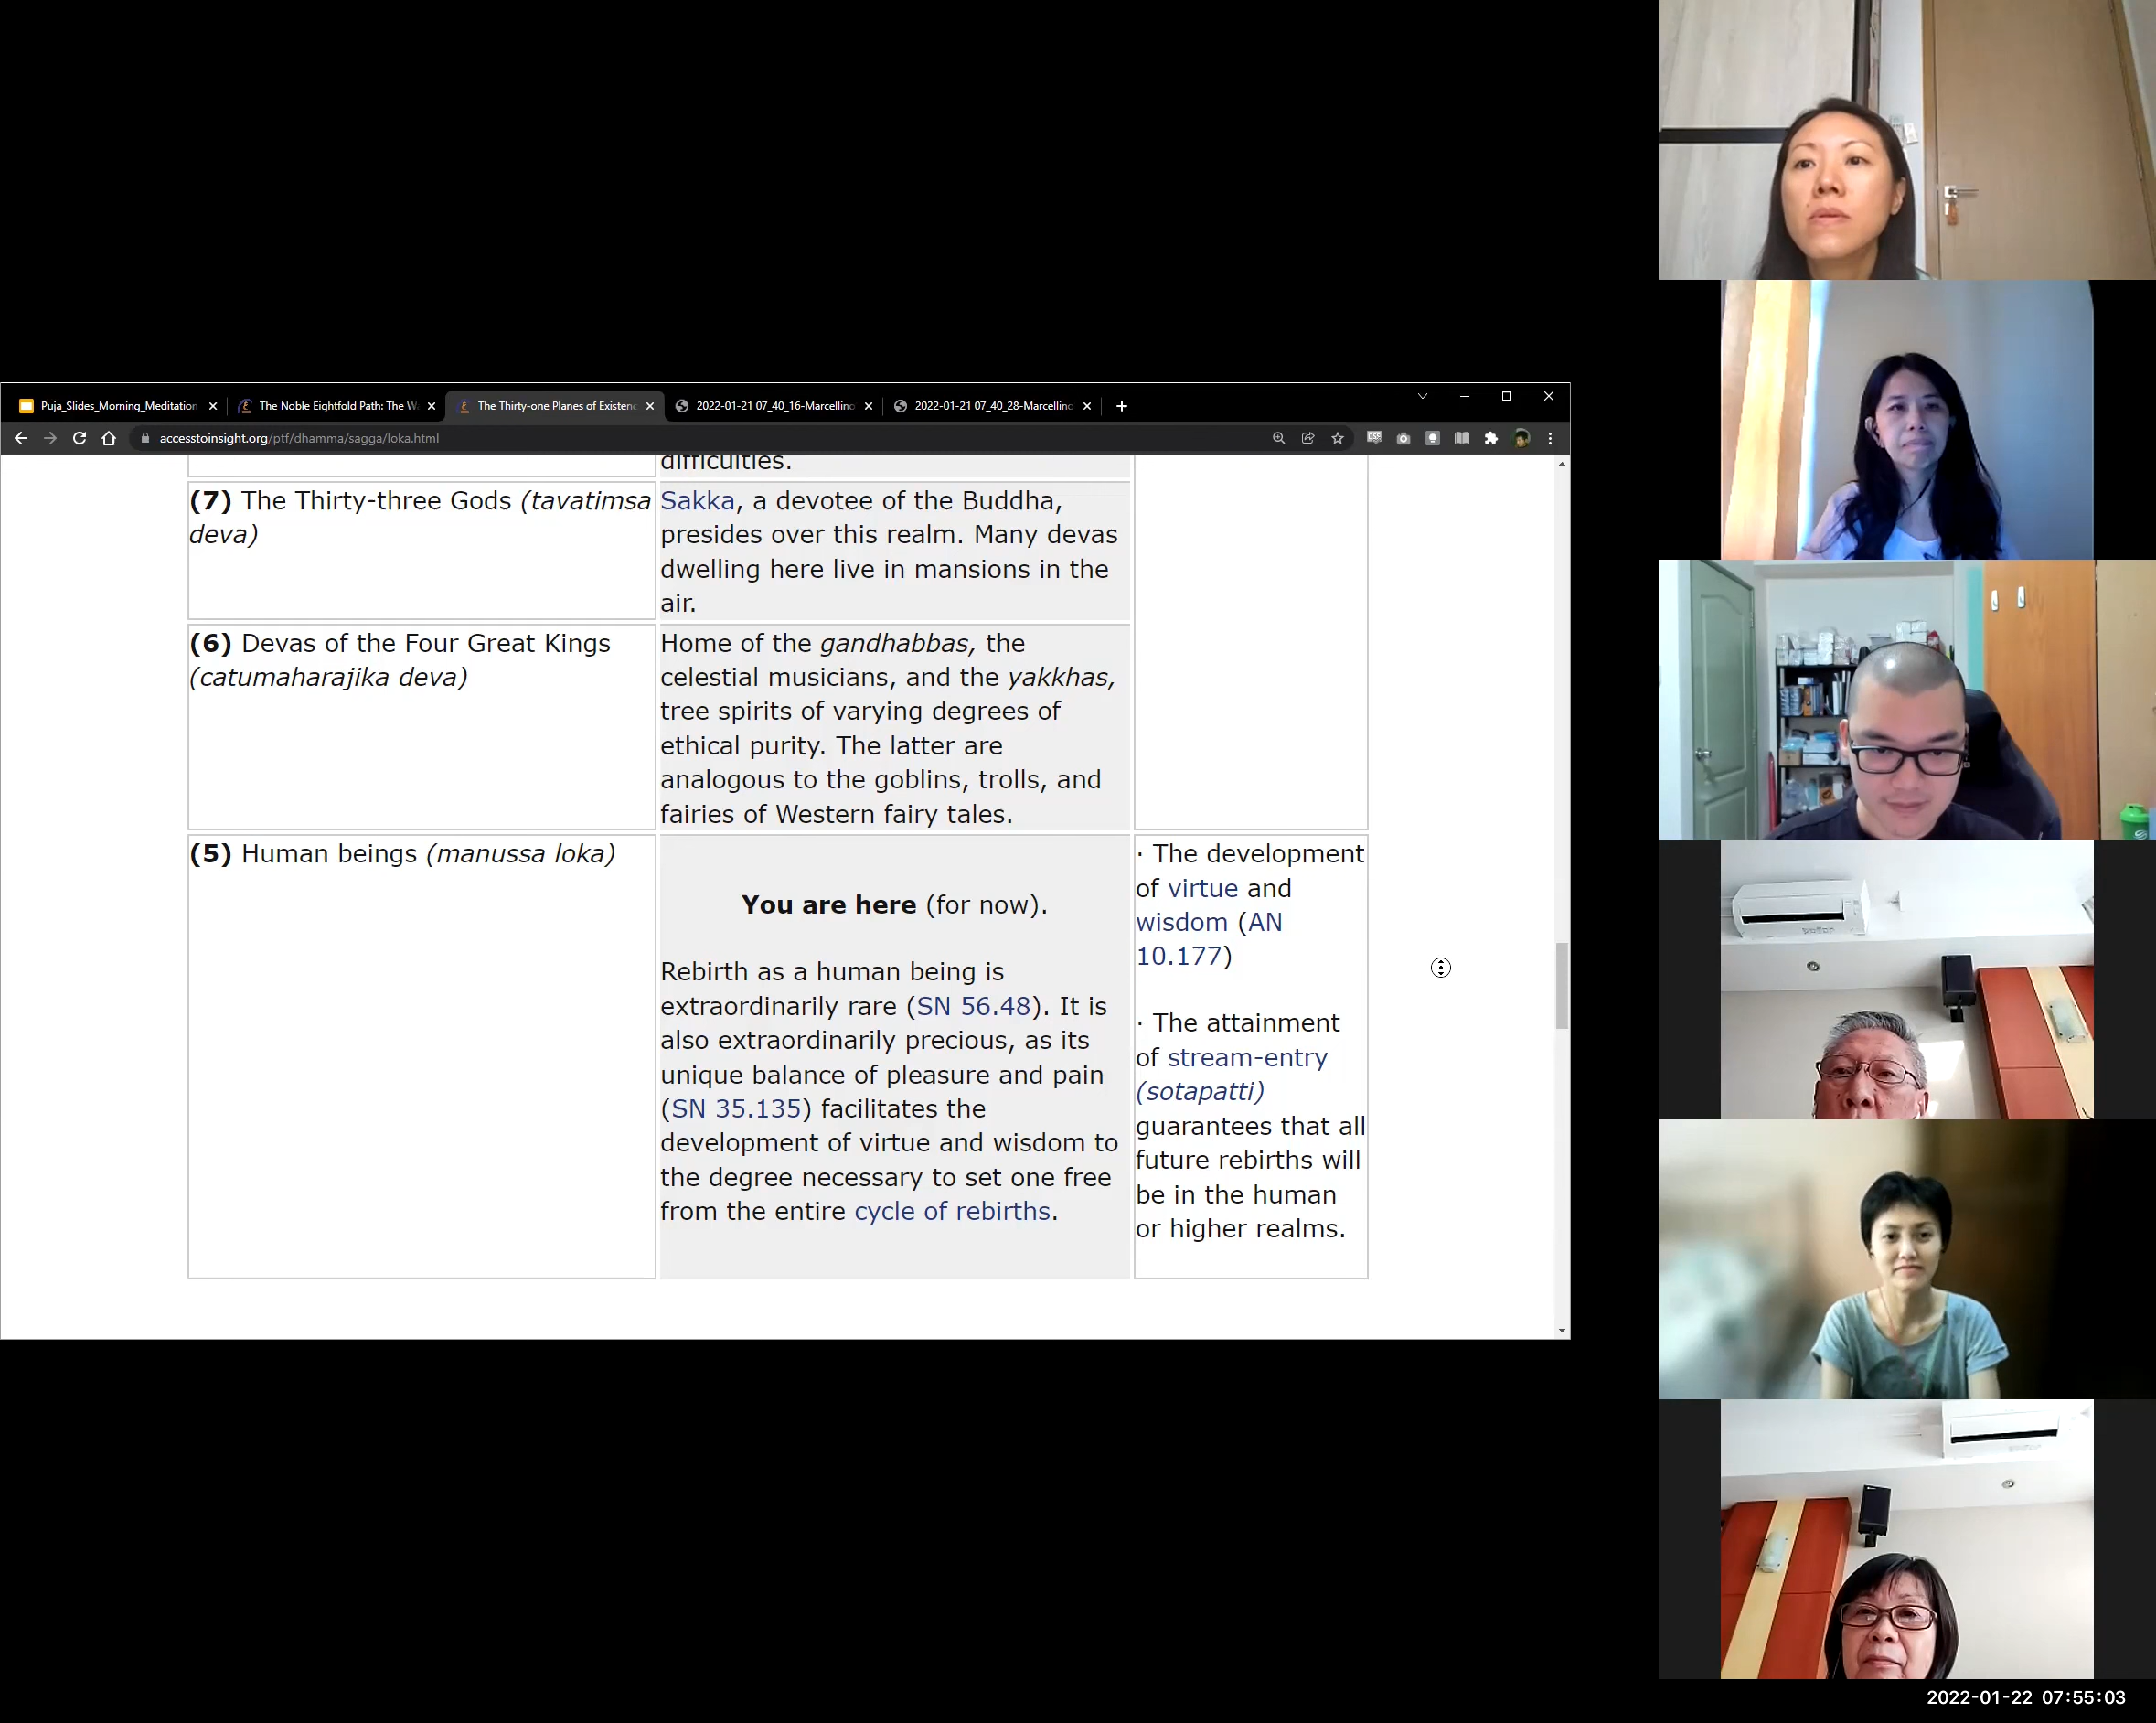 Puja_Slides_Morning_Meditation
The Noble Eightfold Path: The W
The Thirty-one Planes of Existenc
2022-01-21 07_40_16-Marcellino
2022-01-21 07_40_28-Marcellino
accesstoinsight.org/ptf/dhamma/sagga/loka.html
difficulties.
(7) The Thirty-three Gods (tavatimsa
deva)
Sakka, a devotee of the Buddha,
presides over this realm. Many devas
dwelling here live in mansions in the
air.
(6) Devas of the Four Great Kings
(catumaharajika deva)
Home of the gandhabbas, the
celestial musicians, and the yakkhas,
tree spirits of varying degrees of
ethical purity. The latter are
analogous to the goblins, trolls, and
fairies of Western fairy tales.
(5) Human beings (manussa loka)
You are here (for now).
Rebirth as a human being is
extraordinarily rare (SN 56.48). It is
also extraordinarily precious, as its
unique balance of pleasure and pain
(SN 35.135) facilitates the
development of virtue and wisdom to
the degree necessary to set one free
from the entire cycle of rebirths.
· The development
of virtue and
wisdom (AN
10.177)
· The attainment
of stream-entry
(sotapatti)
guarantees that all
future rebirths will
be in the human
or higher realms.
2022-01-22 07:55:03